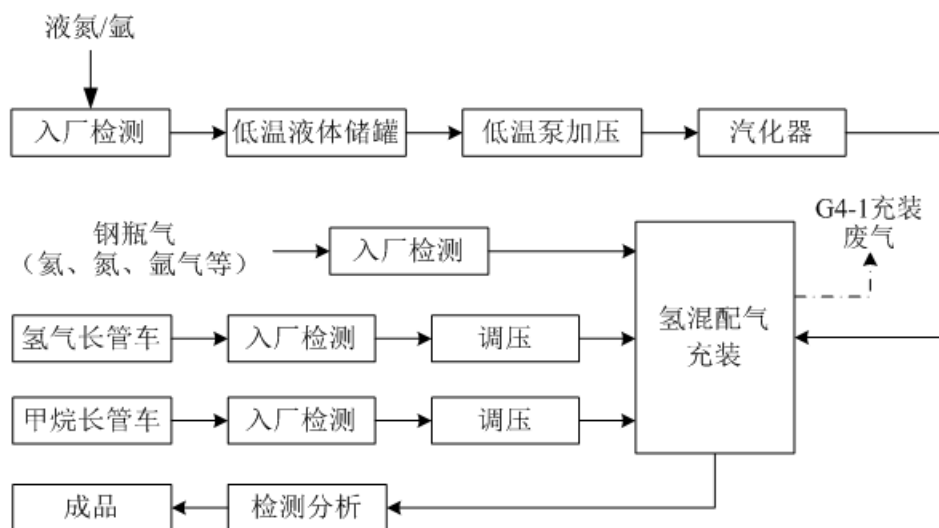 液氮/氩
入厂检测
低温液体储罐
低温泵加压
汽化器
G4-1充装
废气
钢瓶气
（氦、氮、氩气等）
入厂检测
氢混配气
充装
氢气长管车
入厂检测
调压
甲烷长管车
入厂检测
调压
成品
检测分析